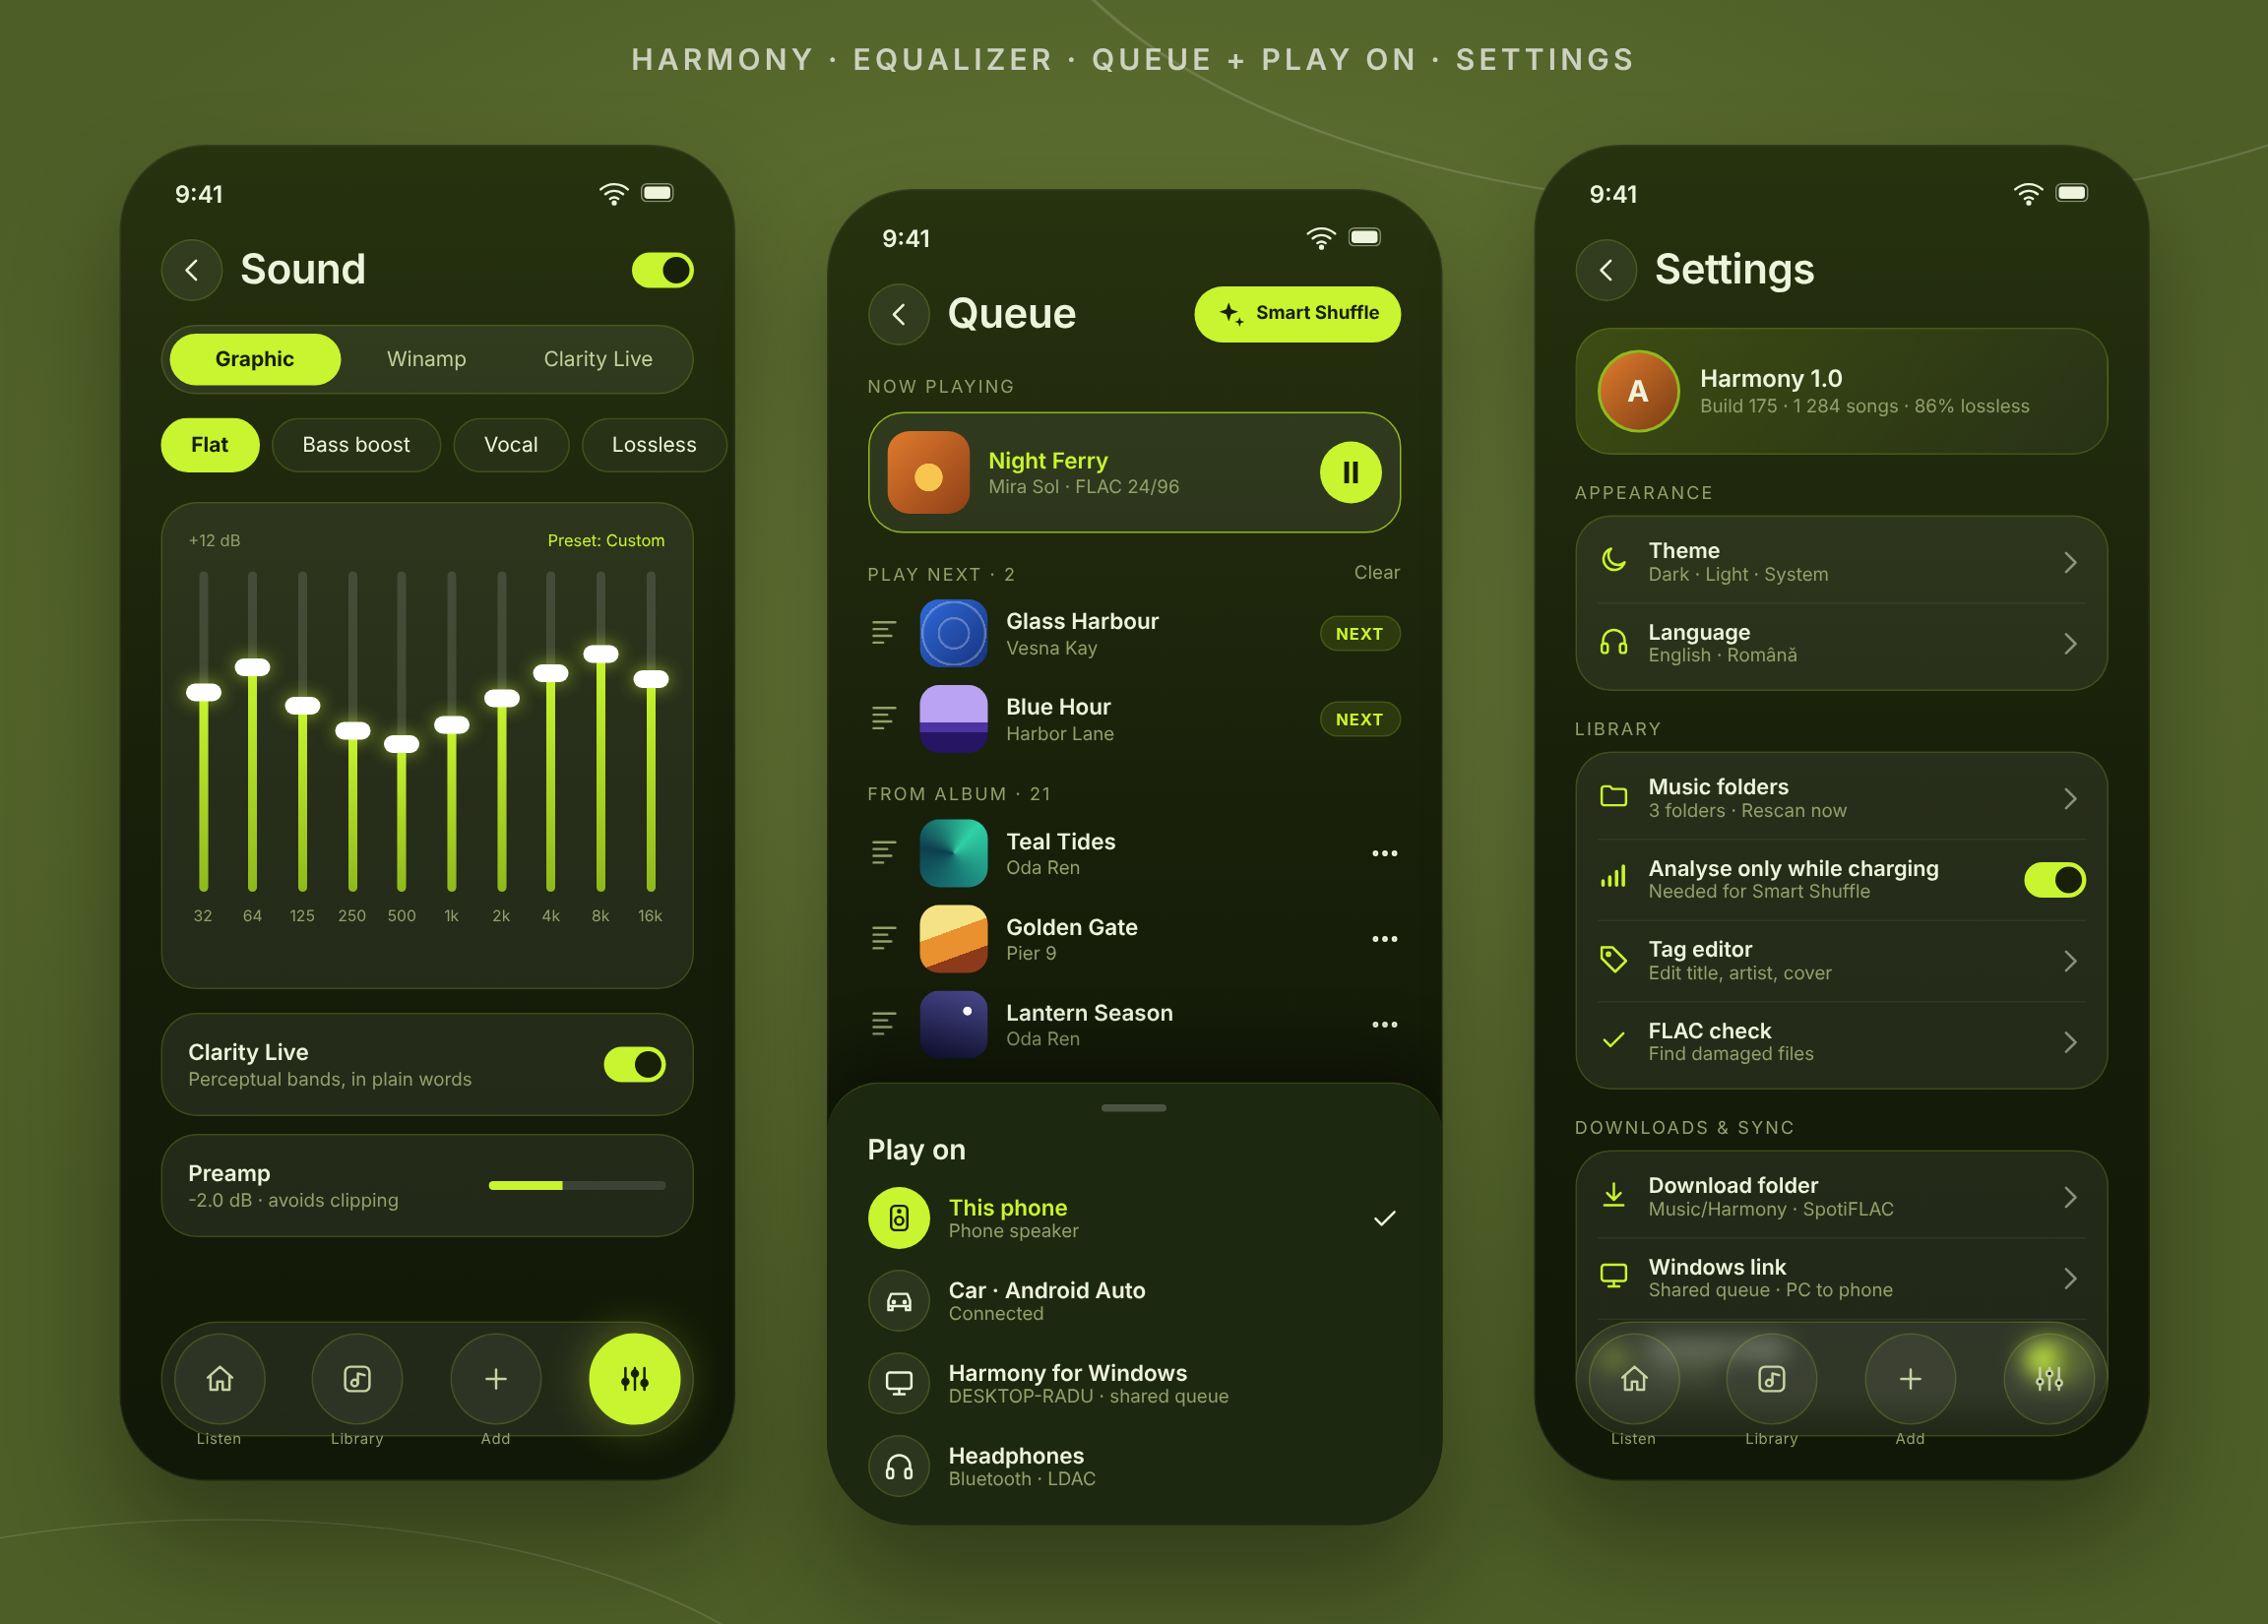 HARMONY · EQUALIZER · QUEUE + PLAY ON · SETTINGS
9:41
Sound
Graphic
Winamp
Clarity Live
Flat
Bass boost
Vocal
Lossless
+12 dB
Preset: Custom
32 64 125 250 500 1k 2k 4k 8k 16k
Clarity Live
Perceptual bands, in plain words
Preamp
-2.0 dB · avoids clipping
Listen
Library
Add
9:41
Queue
Smart Shuffle
NOW PLAYING
Night Ferry
Mira Sol · FLAC 24/96
PLAY NEXT · 2
Clear
Glass Harbour
Vesna Kay
NEXT
Blue Hour
Harbor Lane
NEXT
FROM ALBUM · 21
Teal Tides
Oda Ren
Golden Gate
Pier 9
Lantern Season
Oda Ren
Play on
This phone
Phone speaker
Car · Android Auto
Connected
Harmony for Windows
DESKTOP-RADU · shared queue
Headphones
Bluetooth · LDAC
9:41
Settings
A
Harmony 1.0
Build 175 · 1 284 songs · 86% lossless
APPEARANCE
Theme
Dark · Light · System
Language
English · Română
LIBRARY
Music folders
3 folders · Rescan now
Analyse only while charging
Needed for Smart Shuffle
Tag editor
Edit title, artist, cover
FLAC check
Find damaged files
DOWNLOADS & SYNC
Download folder
Music/Harmony · SpotiFLAC
Windows link
Shared queue · PC to phone
Listen
Library
Add